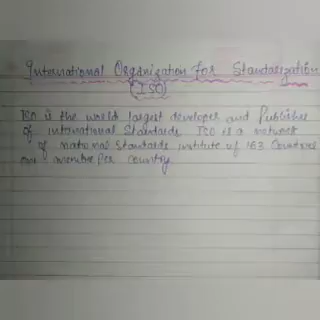 International Organization for Standarization
(ISO)
ISO is the world largest developer and Publisher
of international Standards ISO is a network
of national Standards institute of 163 Countries
one member Per country